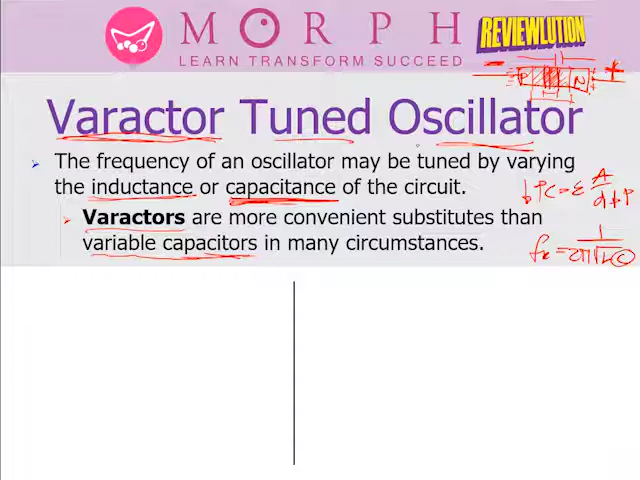 MORPH
REVIEWLUTION
LEARN TRANSFORM SUCCEED
- P N +
Varactor Tuned Oscillator
The frequency of an oscillator may be tuned by varying
the inductance or capacitance of the circuit.
Varactors are more convenient substitutes than
variable capacitors in many circumstances.